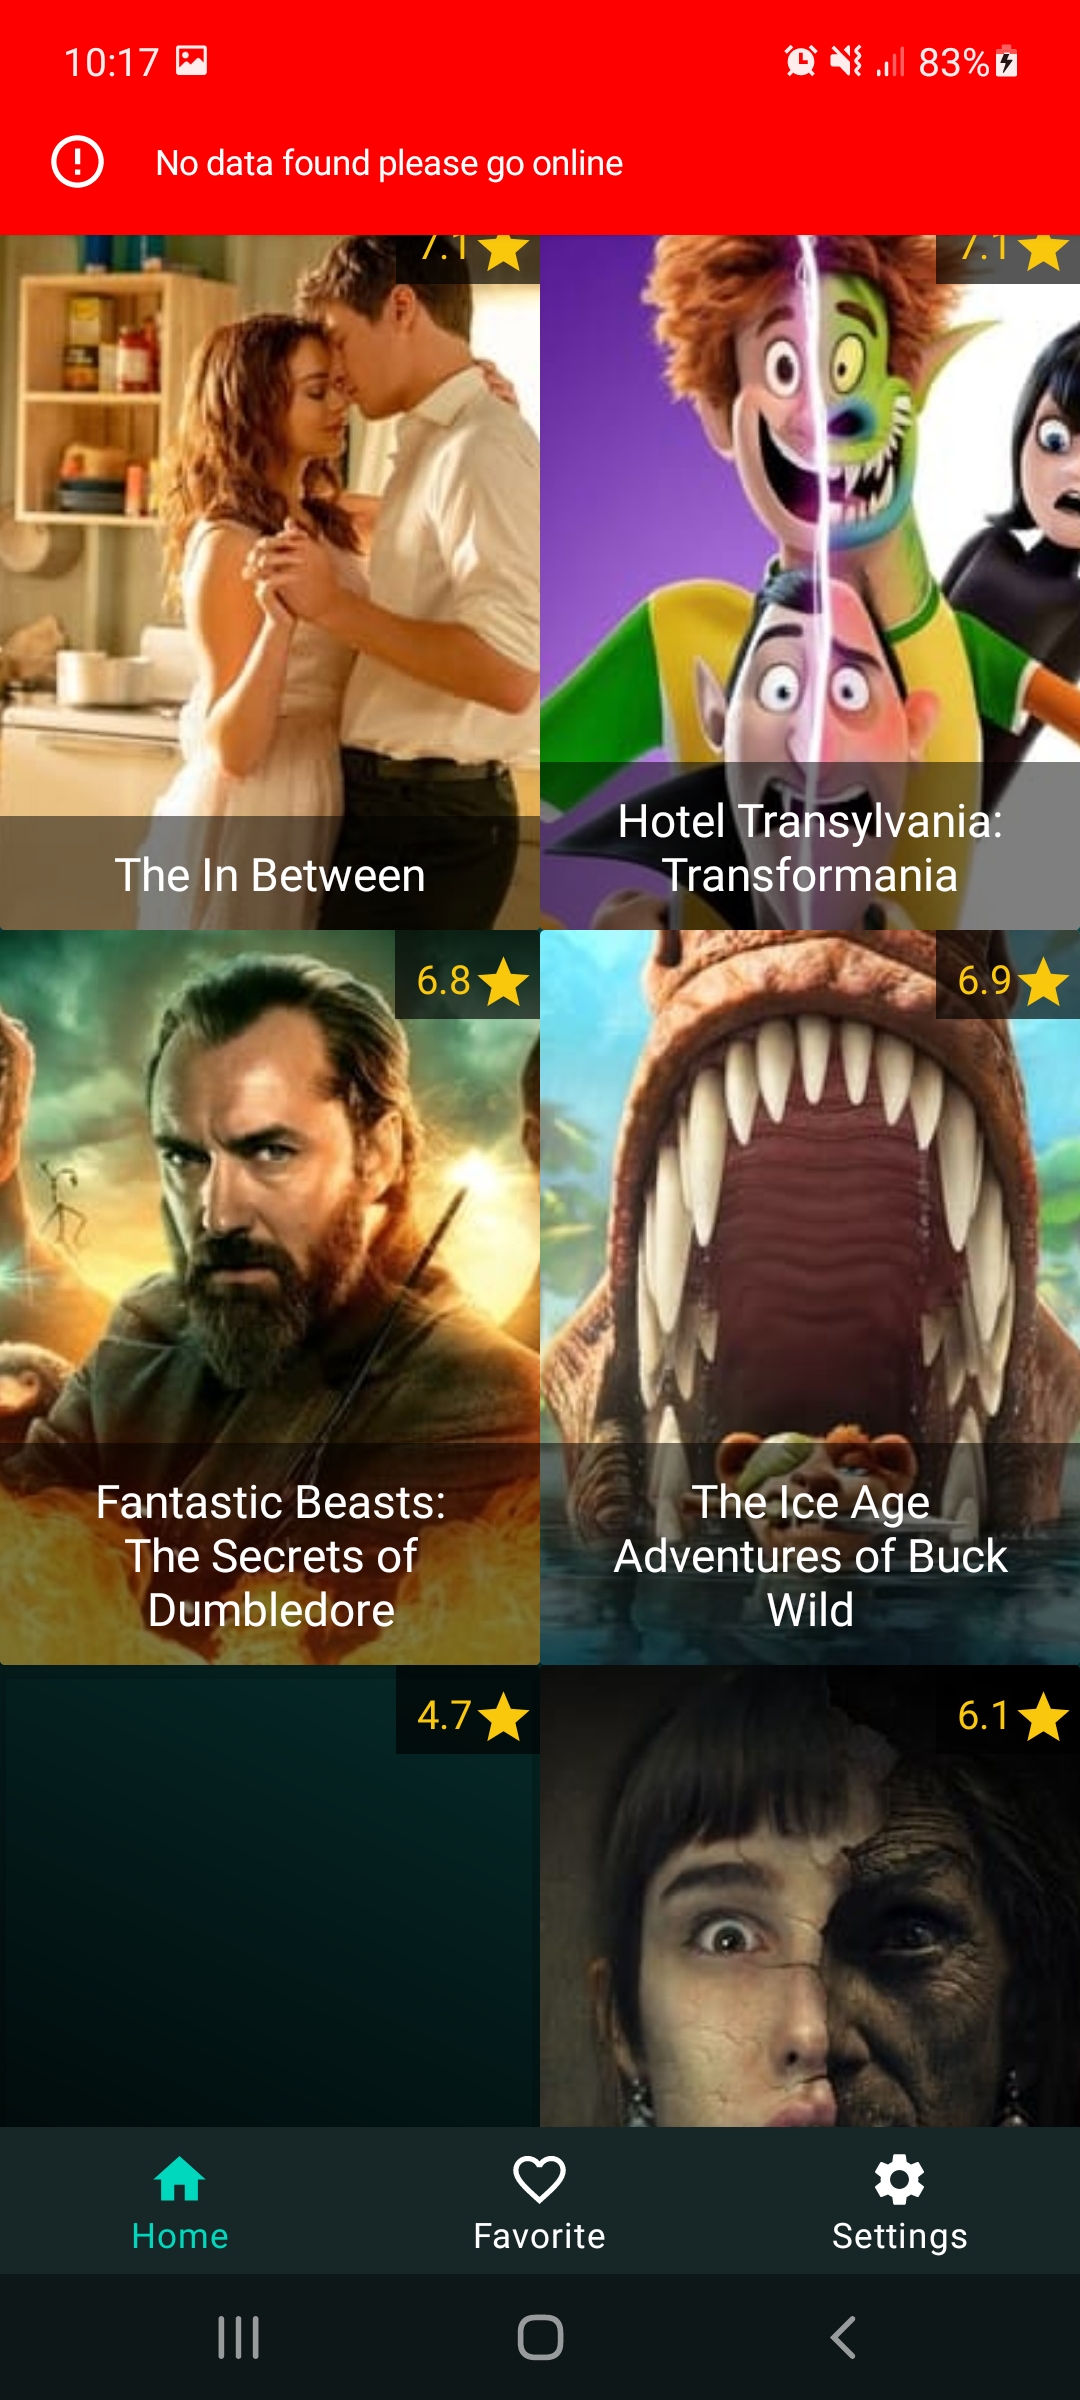 10:17
83%
No data found please go online
7.1
7.1
The In Between
Hotel Transylvania:
Transformania
6.8
6.9
Fantastic Beasts:
The Secrets of
Dumbledore
The Ice Age
Adventures of Buck
Wild
4.7
6.1
Home
Favorite
Settings